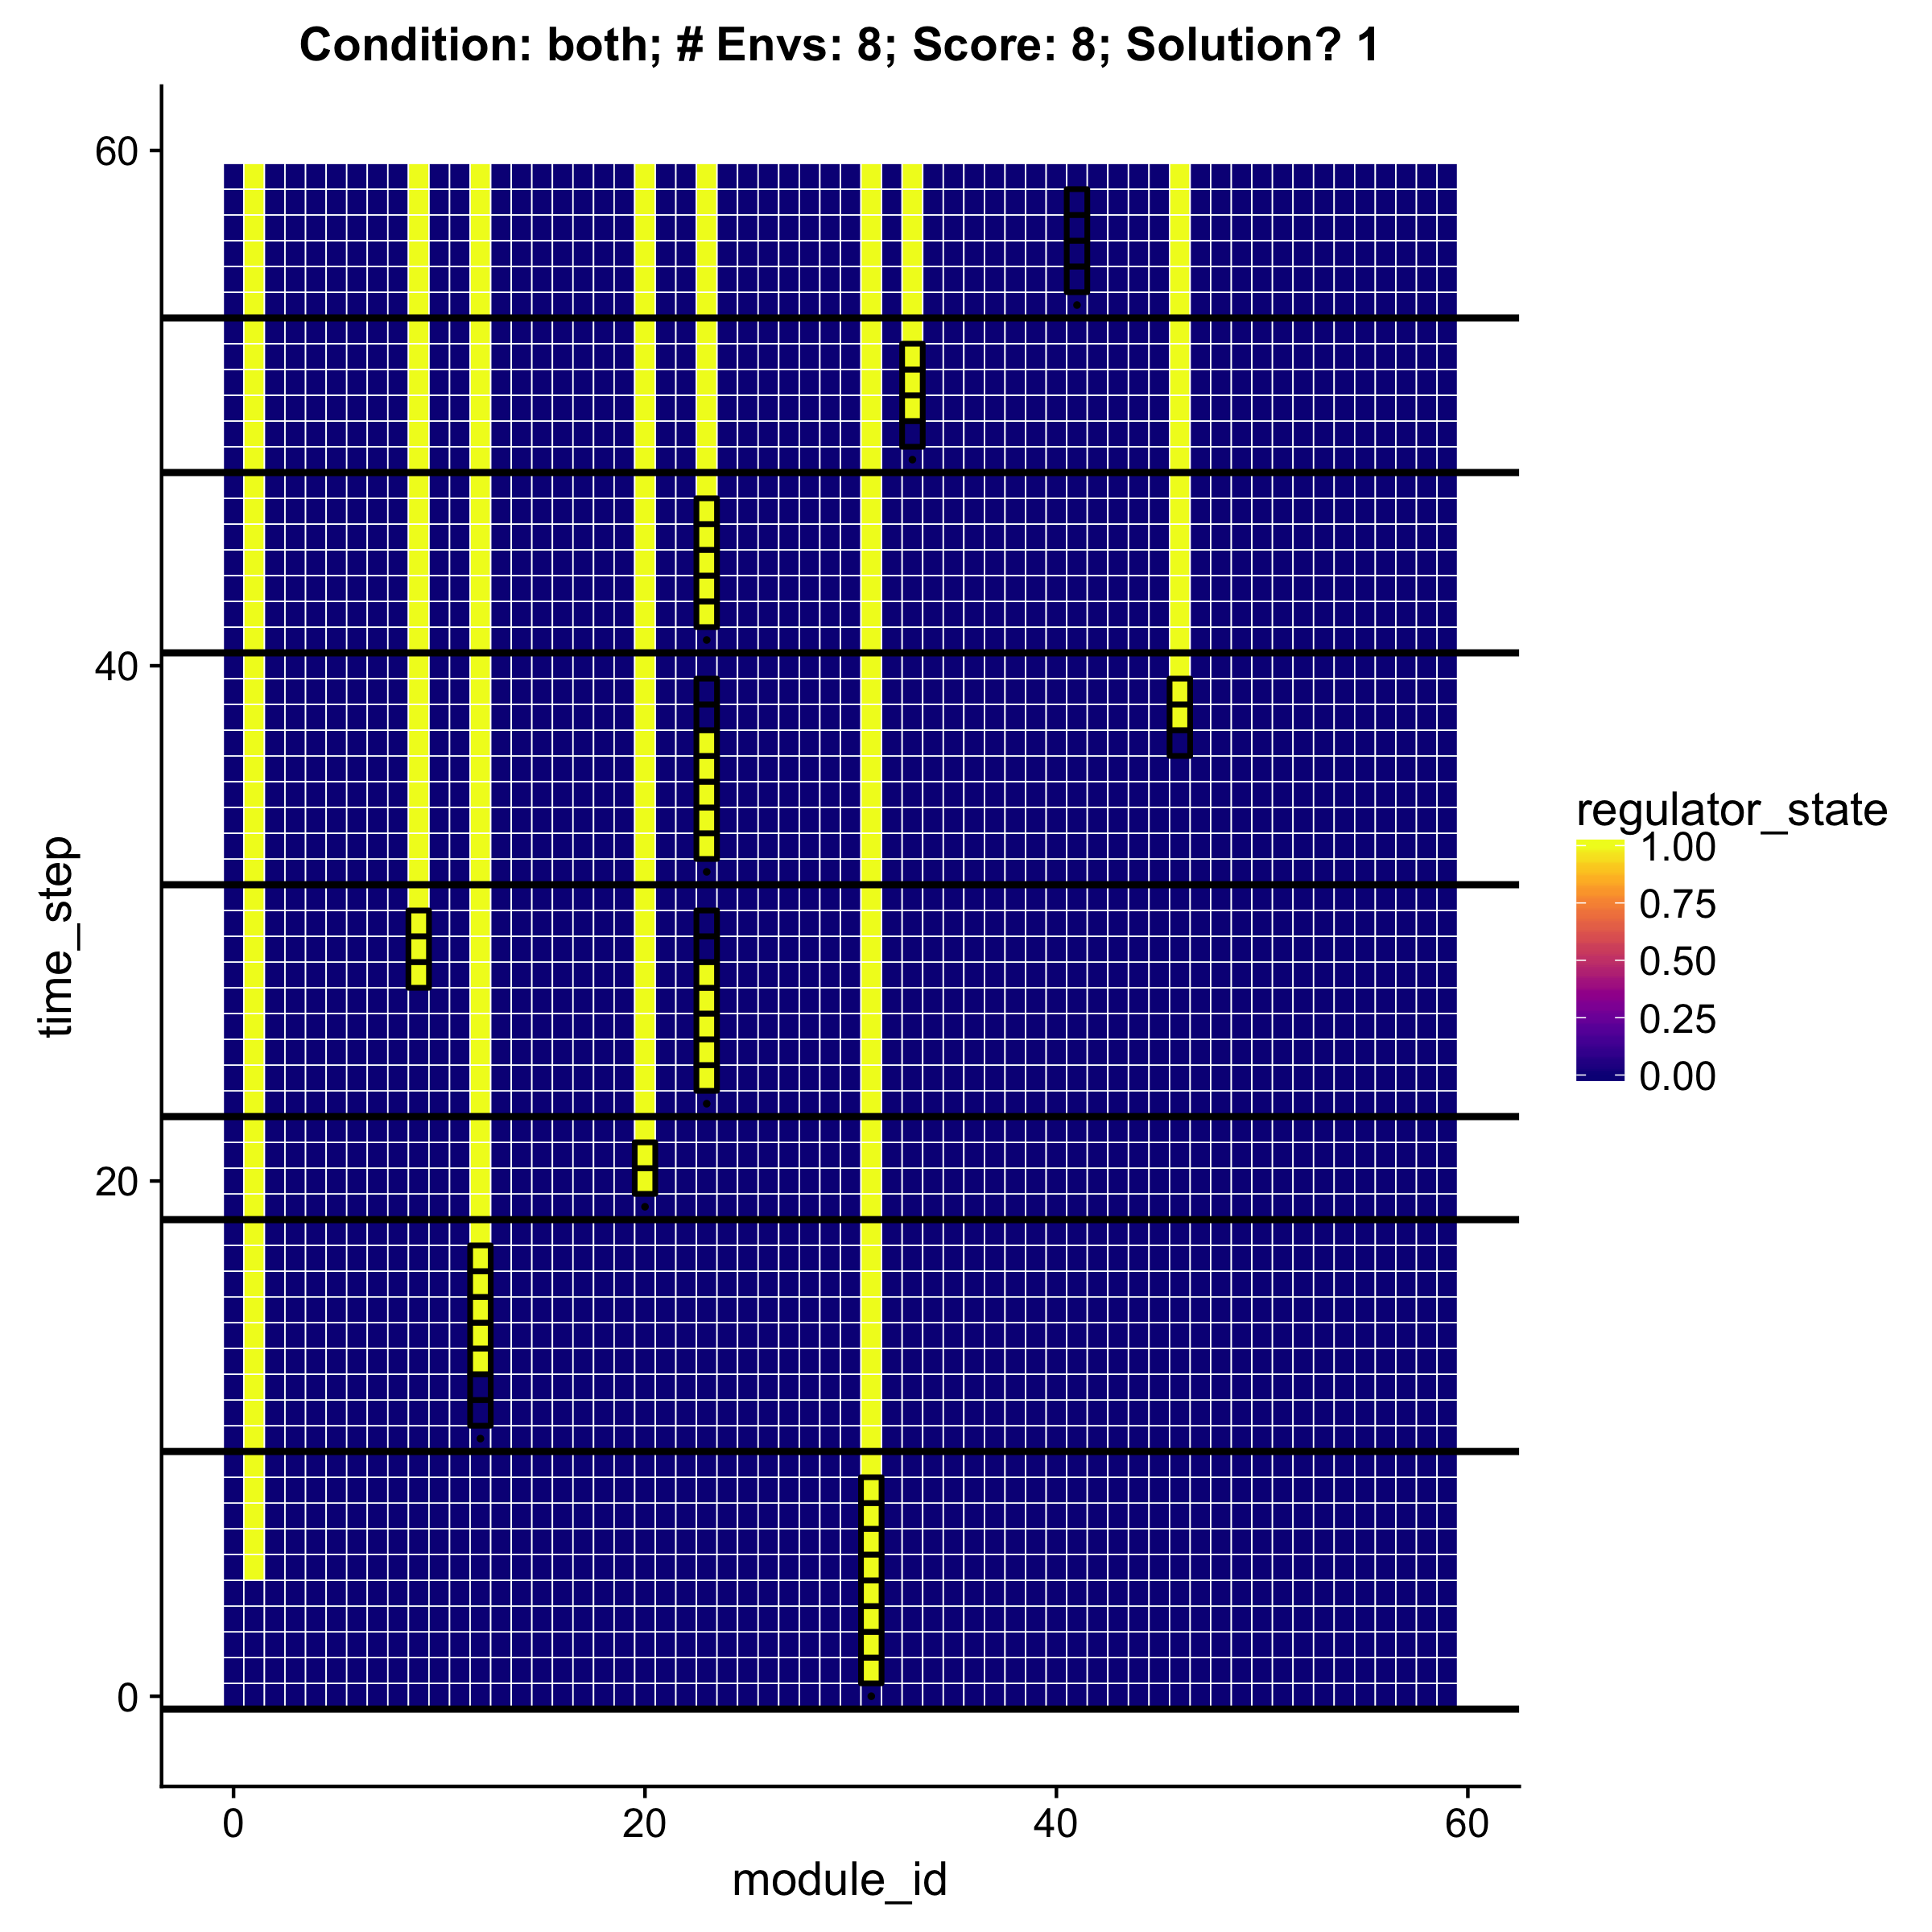 Condition: both; # Envs: 8; Score: 8; Solution? 1
60
40
20
0
time_step
0 20 40 60
module_id
regulator_state
1.00
0.75
0.50
0.25
0.00